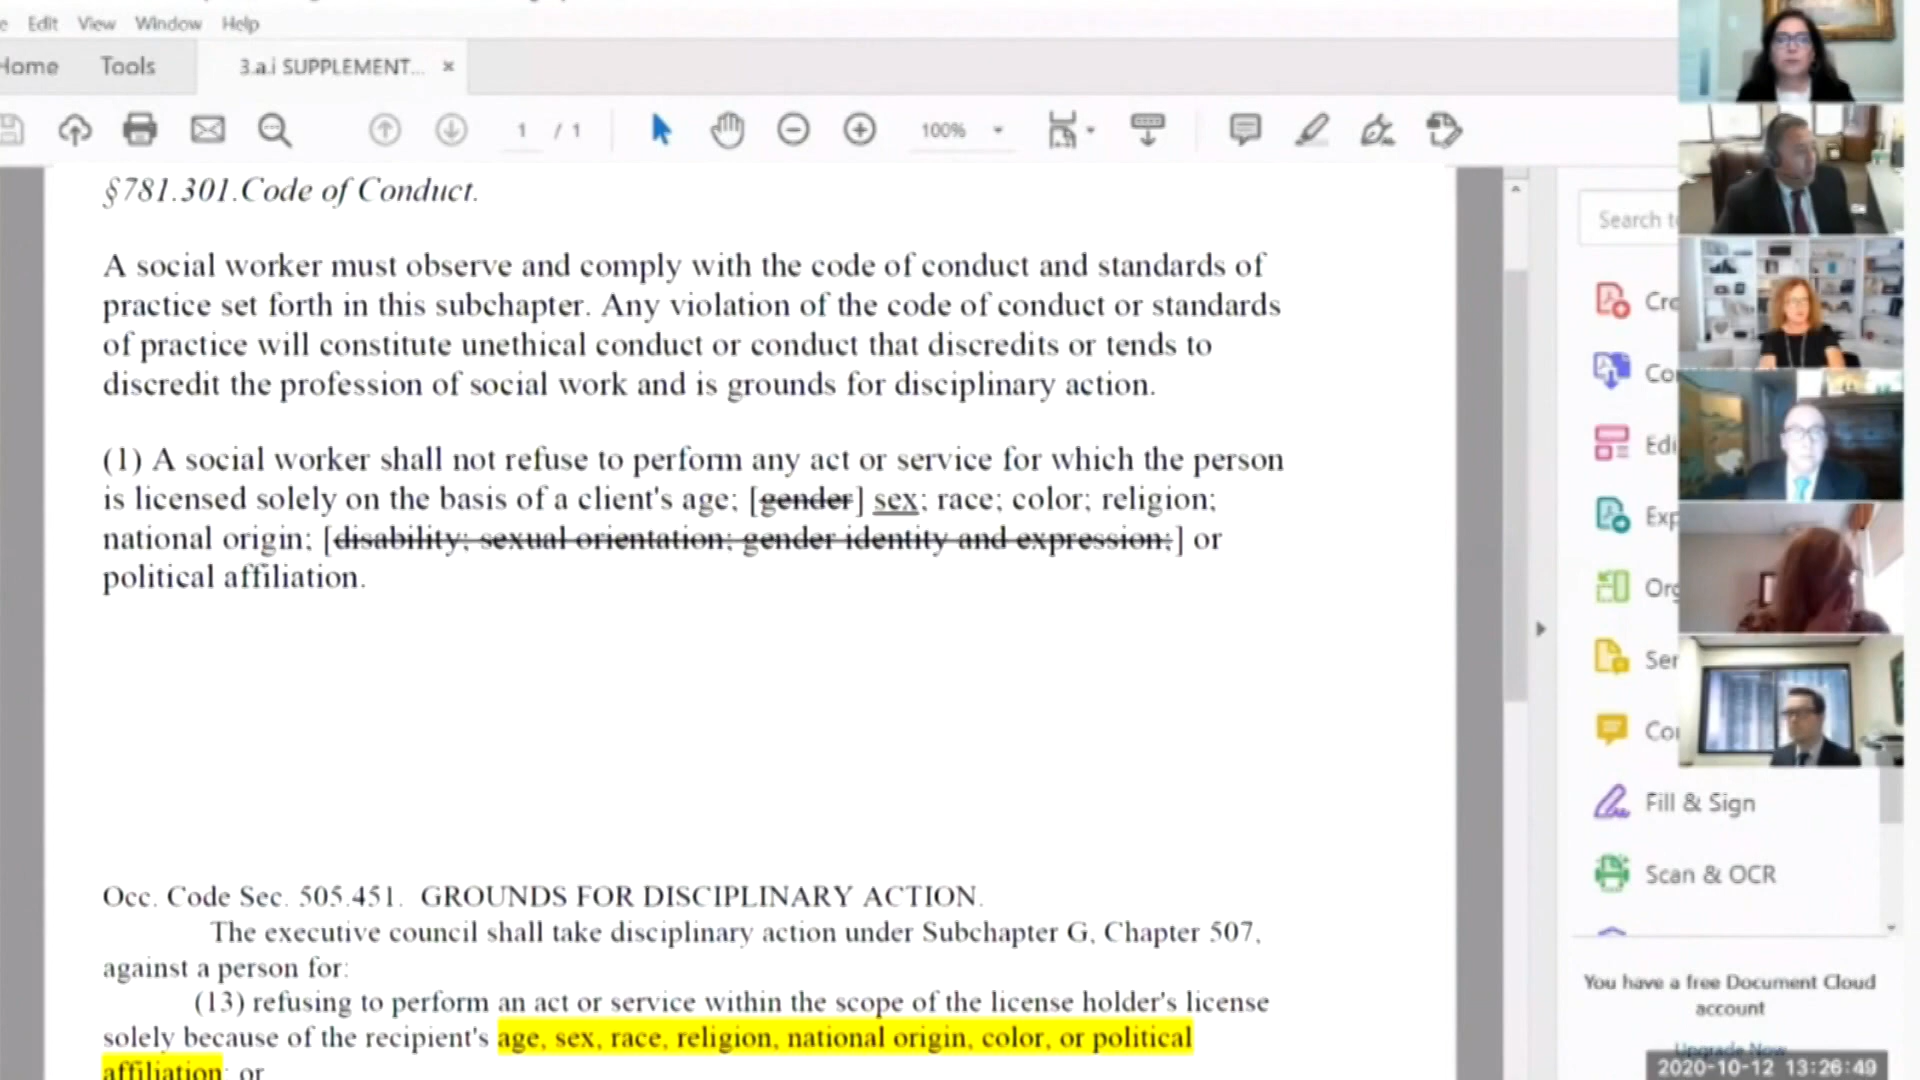 Edit View Window Help
Home Tools 3.a.i SUPPLEMENT... ×
1 / 1 100%
§781.301.Code of Conduct.
A social worker must observe and comply with the code of conduct and standards of
practice set forth in this subchapter. Any violation of the code of conduct or standards
of practice will constitute unethical conduct or conduct that discredits or tends to
discredit the profession of social work and is grounds for disciplinary action.
(1) A social worker shall not refuse to perform any act or service for which the person
is licensed solely on the basis of a client's age; [gender] sex; race; color; religion;
national origin; [disability; sexual orientation; gender identity and expression;] or
political affiliation.
Occ. Code Sec. 505.451. GROUNDS FOR DISCIPLINARY ACTION.
The executive council shall take disciplinary action under Subchapter G, Chapter 507,
against a person for:
(13) refusing to perform an act or service within the scope of the license holder's license
solely because of the recipient's age, sex, race, religion, national origin, color, or political
affiliation; or
Search
Fill & Sign
Scan & OCR
You have a free Document Cloud
account
Upgrade Now
2020-10-12 13:26:49